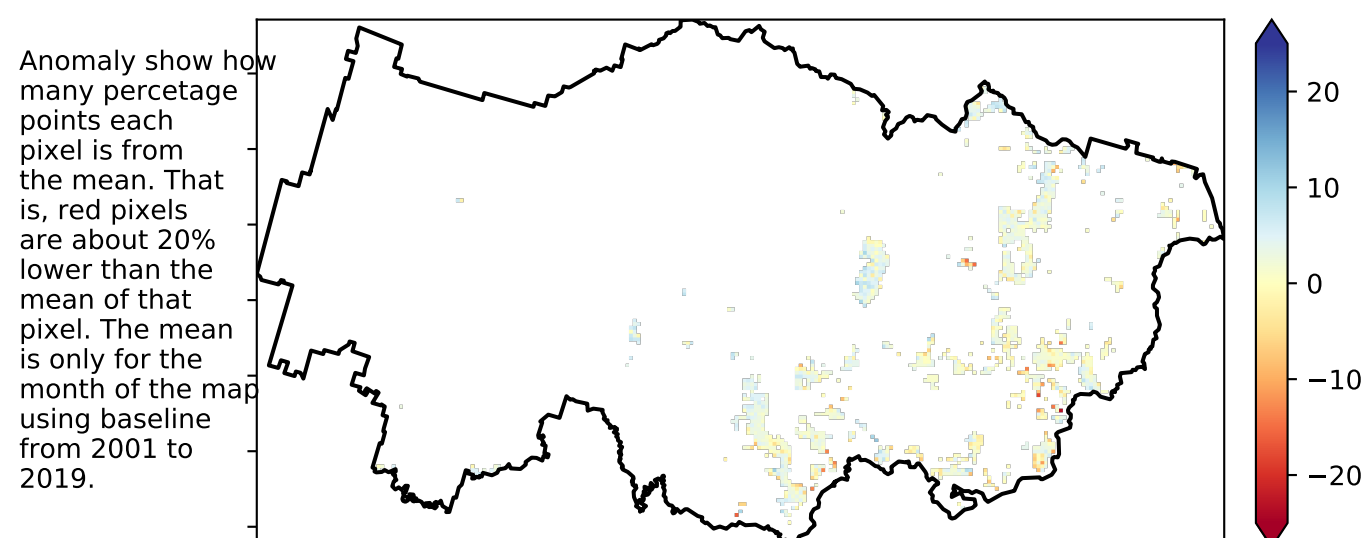 Anomaly show how
many percetage
points each
pixel is from
the mean. That
is, red pixels
are about 20%
lower than the
mean of that
pixel. The mean
is only for the
month of the map
using baseline
from 2001 to
2019.
20
10
0
−10
−20